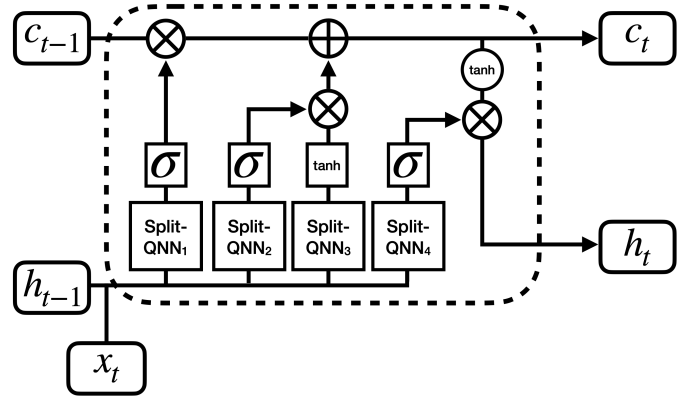 c_{t-1}
c_t
tanh
σ
σ
tanh
σ
Split-
QNN₁
Split-
QNN₂
Split-
QNN₃
Split-
QNN₄
h_{t-1}
h_t
x_t